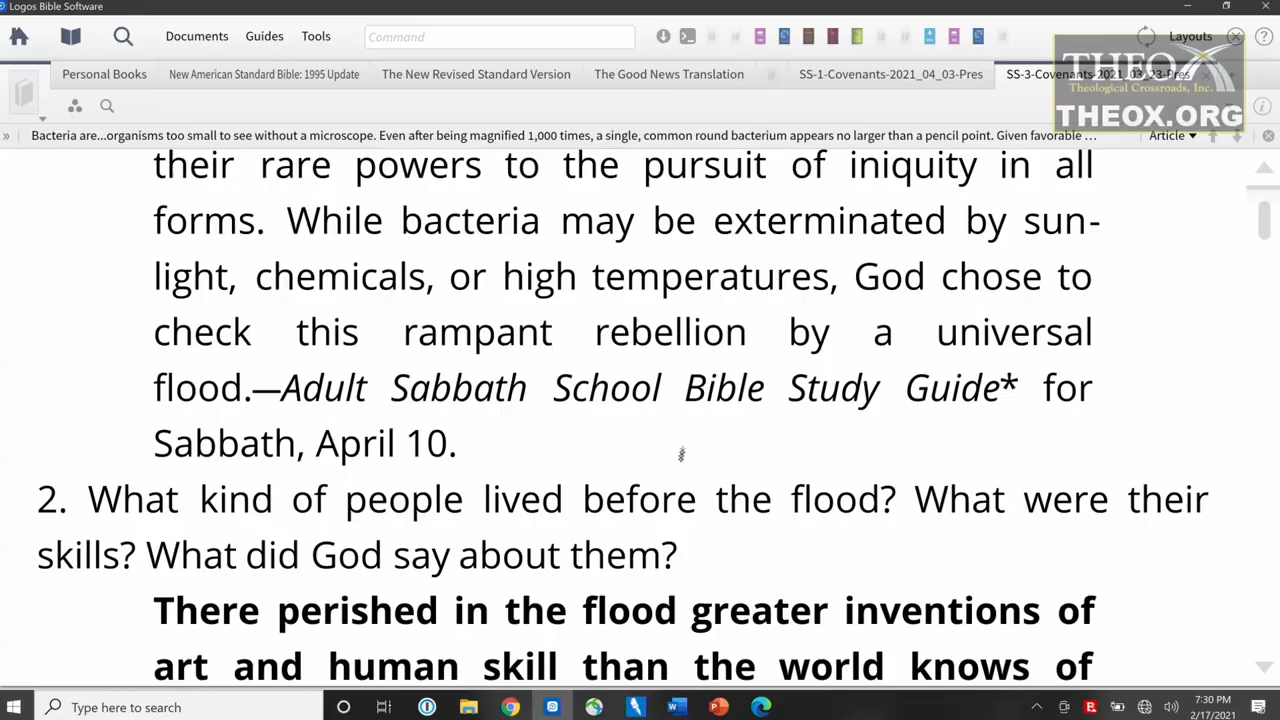 Logos Bible Software
Documents Guides Tools Command Layouts
Personal Books New American Standard Bible: 1995 Update The New Revised Standard Version The Good News Translation SS-1-Covenants-2021_04_03-Pres SS-3-Covenants-2021_03_23-Pres
THEOX
Theological Crossroads, Inc.
THEOX.ORG
» Bacteria are...organisms too small to see without a microscope. Even after being magnified 1,000 times, a single, common round bacterium appears no larger than a pencil point. Given favorable ... Article
their rare powers to the pursuit of iniquity in all
forms. While bacteria may be exterminated by sun-
light, chemicals, or high temperatures, God chose to
check this rampant rebellion by a universal
flood.—Adult Sabbath School Bible Study Guide* for
Sabbath, April 10.
2. What kind of people lived before the flood? What were their
skills? What did God say about them?
There perished in the flood greater inventions of
art and human skill than the world knows of
Type here to search
7:30 PM
2/17/2021